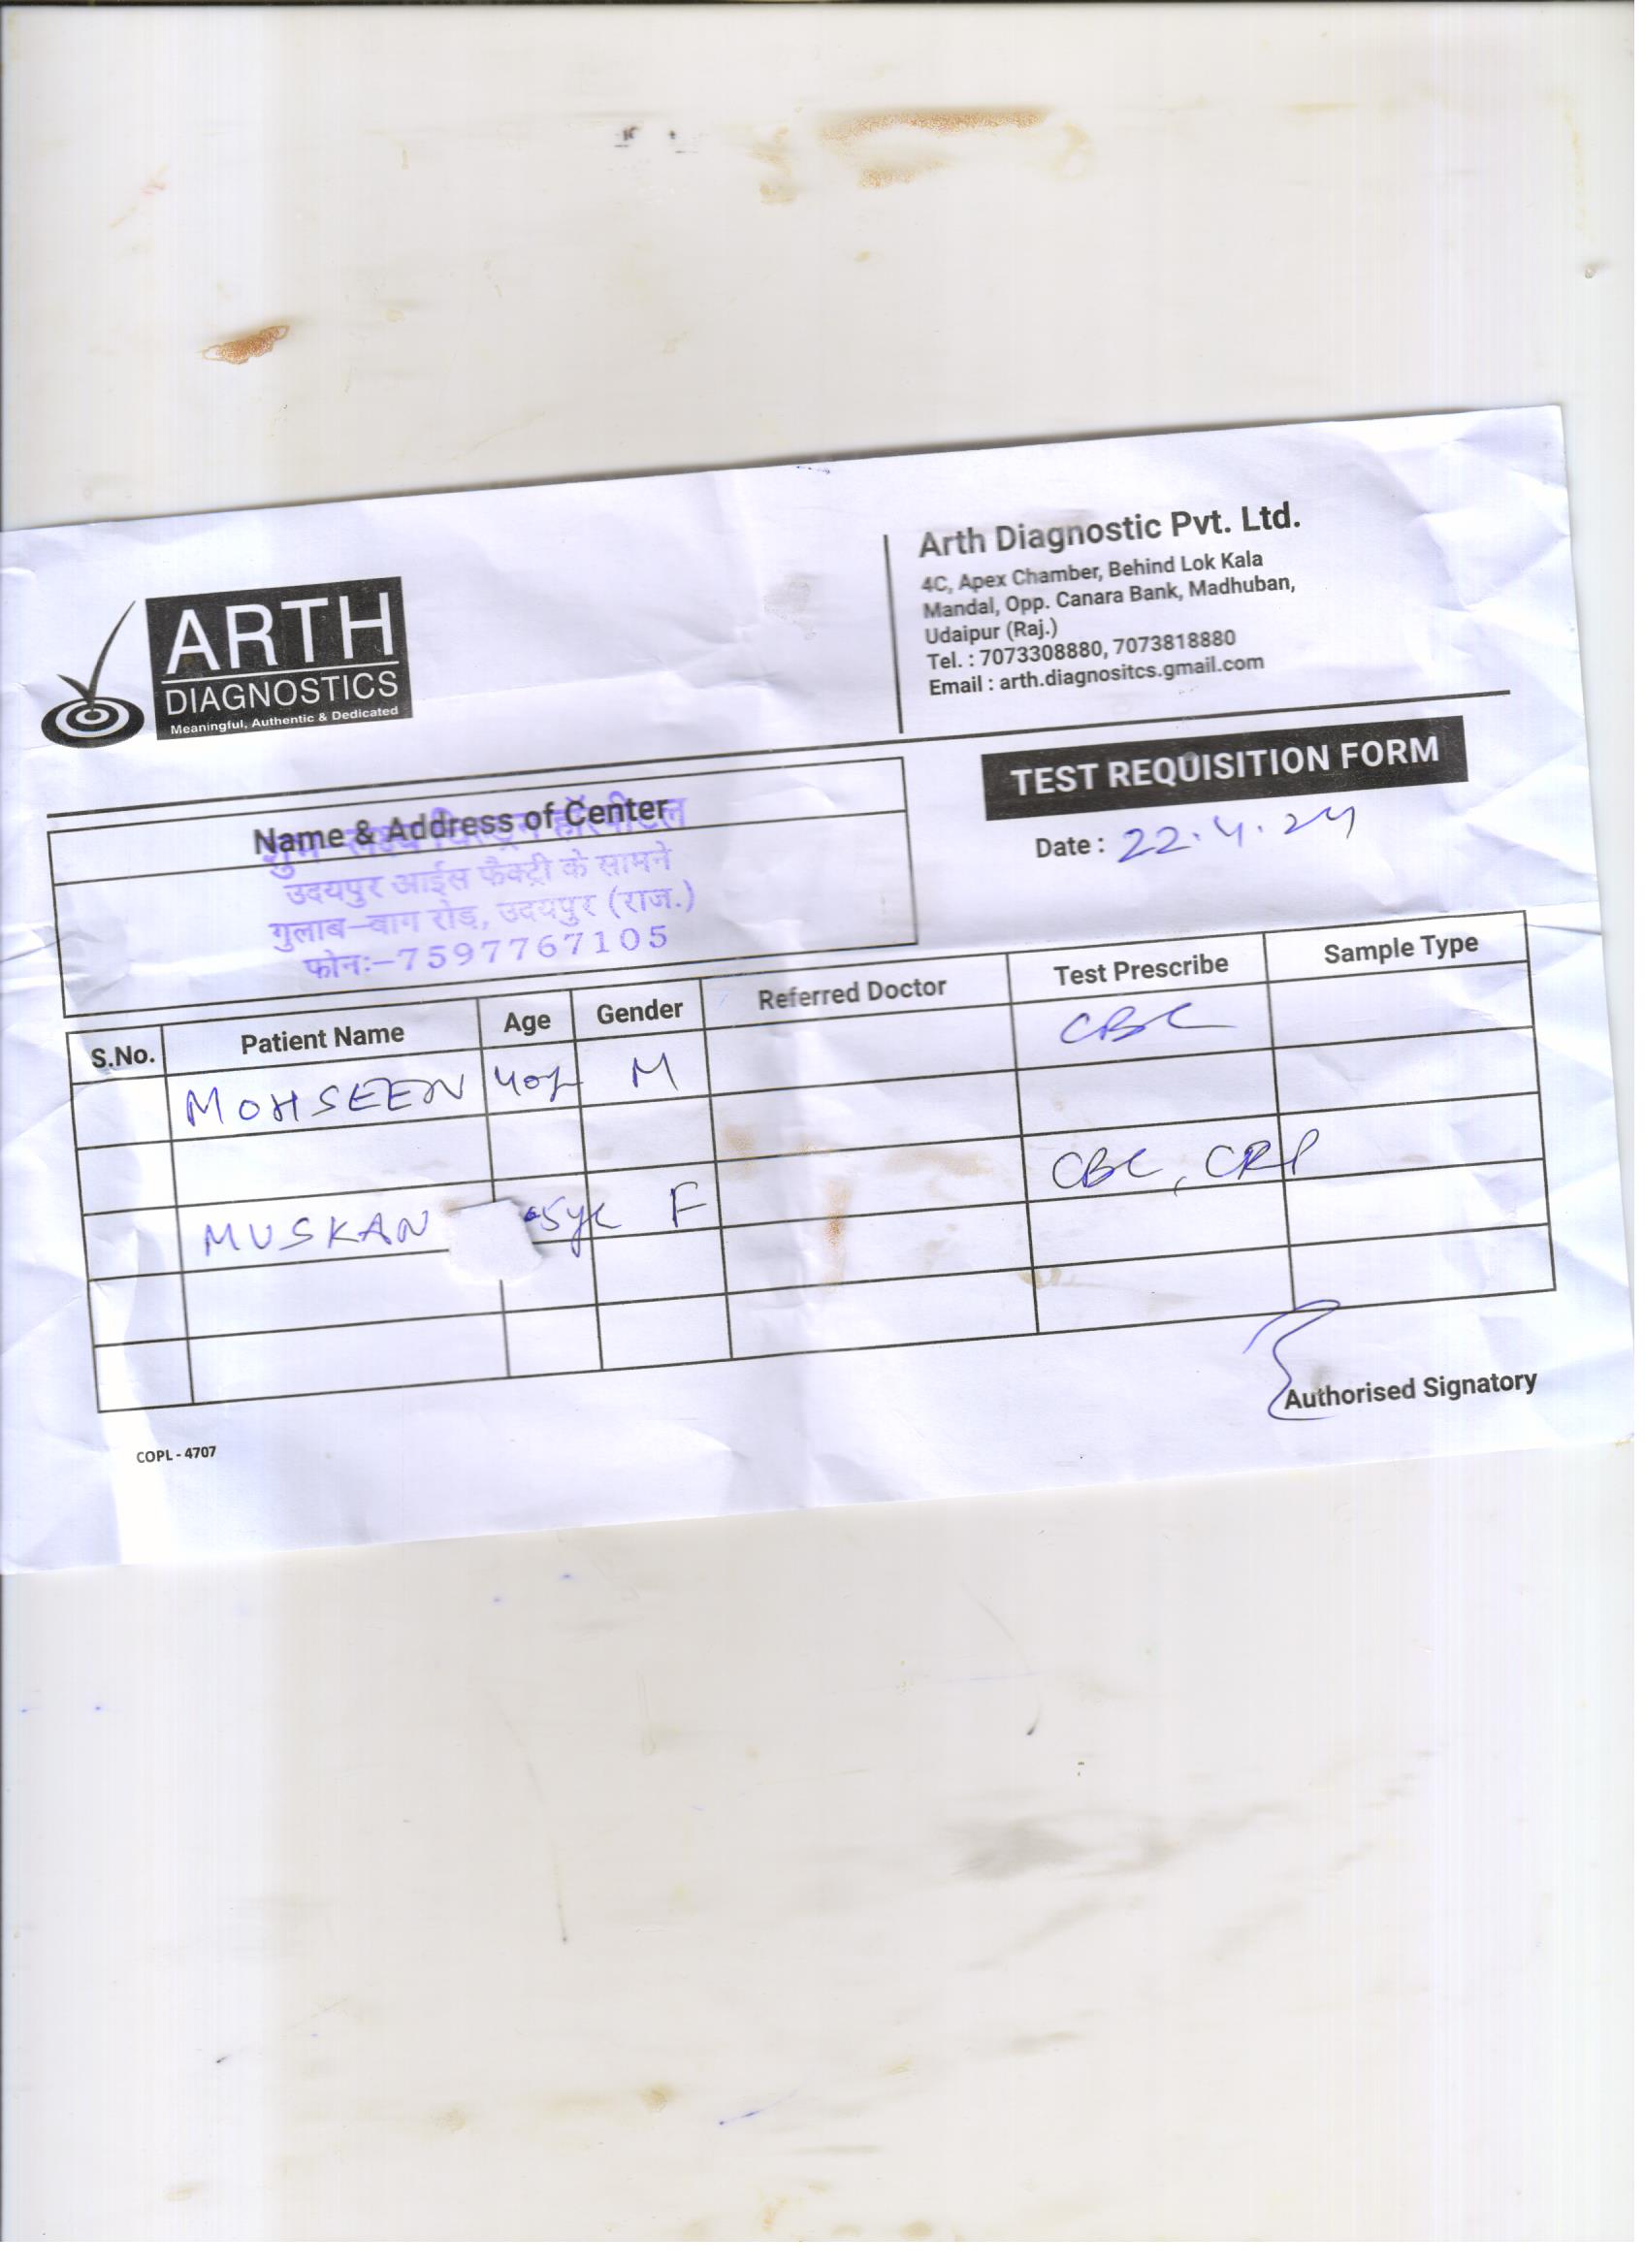 ARTH
DIAGNOSTICS
Meaningful, Authentic & Dedicated
Arth Diagnostic Pvt. Ltd.
4C, Apex Chamber, Behind Lok Kala
Mandal, Opp. Canara Bank, Madhuban,
Udaipur (Raj.)
Tel. : 7073308880, 7073818880
Email : arth.diagnositcs.gmail.com
TEST REQUISITION FORM
Date : 22.4.24
Name & Address of Center
हॉस्पीटल
उदयपुर आईस फैक्ट्री के सामने
गुलाब-बाग रोड, उदयपुर (राज.)
फोनः-7597767105
S.No. Patient Name Age Gender Referred Doctor Test Prescribe Sample Type
MOHSEEN M CBC
MUSKAN F CBC, CRP
Authorised Signatory
COPL - 4707